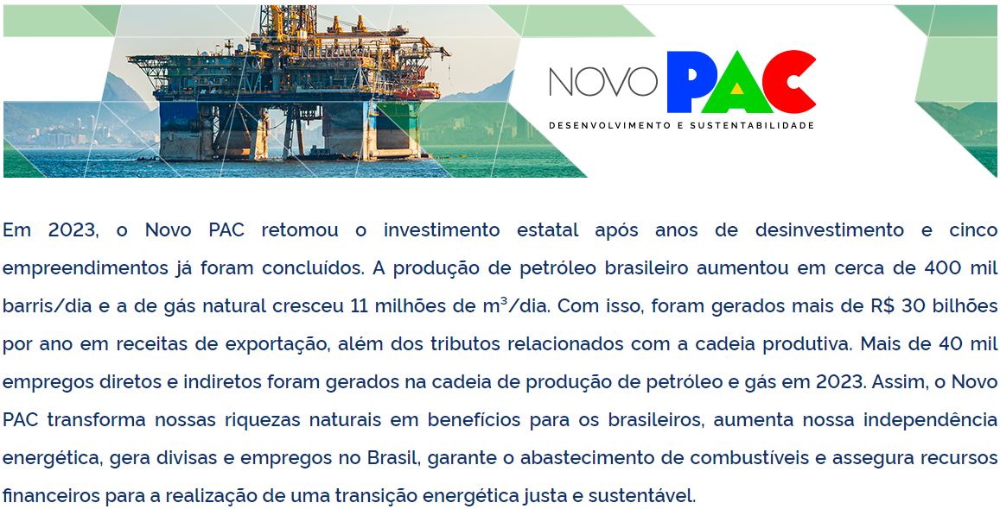 NOVO PAC
DESENVOLVIMENTO E SUSTENTABILIDADE
Em 2023, o Novo PAC retomou o investimento estatal após anos de desinvestimento e cinco
empreendimentos já foram concluídos. A produção de petróleo brasileiro aumentou em cerca de 400 mil
barris/dia e a de gás natural cresceu 11 milhões de m³/dia. Com isso, foram gerados mais de R$ 30 bilhões
por ano em receitas de exportação, além dos tributos relacionados com a cadeia produtiva. Mais de 40 mil
empregos diretos e indiretos foram gerados na cadeia de produção de petróleo e gás em 2023. Assim, o Novo
PAC transforma nossas riquezas naturais em benefícios para os brasileiros, aumenta nossa independência
energética, gera divisas e empregos no Brasil, garante o abastecimento de combustíveis e assegura recursos
financeiros para a realização de uma transição energética justa e sustentável.